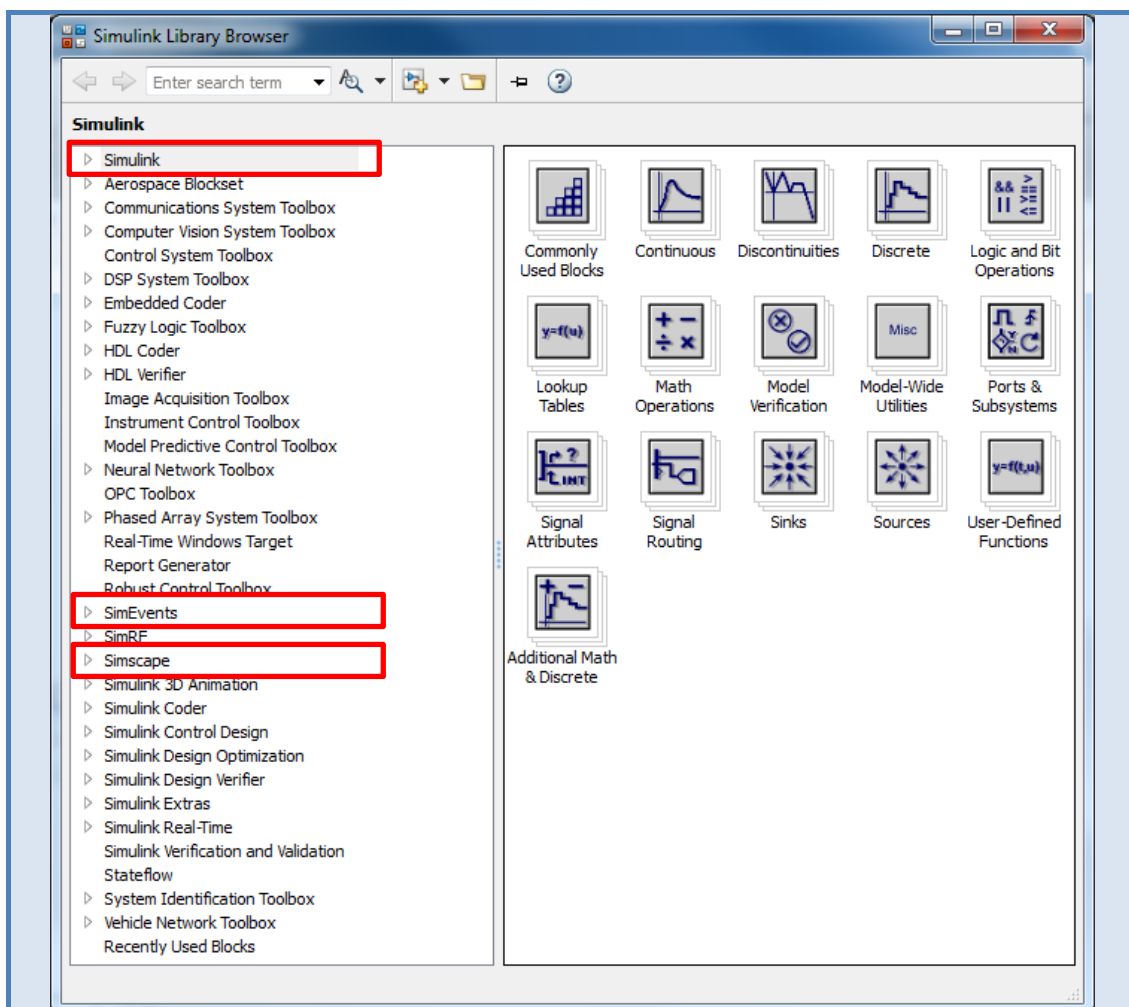 Simulink Library Browser
Enter search term
Simulink
Simulink
Aerospace Blockset
Communications System Toolbox
Computer Vision System Toolbox
Control System Toolbox
DSP System Toolbox
Embedded Coder
Fuzzy Logic Toolbox
HDL Coder
HDL Verifier
Image Acquisition Toolbox
Instrument Control Toolbox
Model Predictive Control Toolbox
Neural Network Toolbox
OPC Toolbox
Phased Array System Toolbox
Real-Time Windows Target
Report Generator
Robust Control Toolbox
SimEvents
SimRF
Simscape
Simulink 3D Animation
Simulink Coder
Simulink Control Design
Simulink Design Optimization
Simulink Design Verifier
Simulink Extras
Simulink Real-Time
Simulink Verification and Validation
Stateflow
System Identification Toolbox
Vehicle Network Toolbox
Recently Used Blocks
&& > ==
|| >= <=
Commonly
Used Blocks
Continuous
Discontinuities
Discrete
Logic and Bit
Operations
y=f(u)
+ −
÷ ×
Misc
Y
N
Lookup
Tables
Math
Operations
Model
Verification
Model-Wide
Utilities
Ports &
Subsystems
?
t INT
y=f(t,u)
Signal
Attributes
Signal
Routing
Sinks
Sources
User-Defined
Functions
+ −
Additional Math
& Discrete